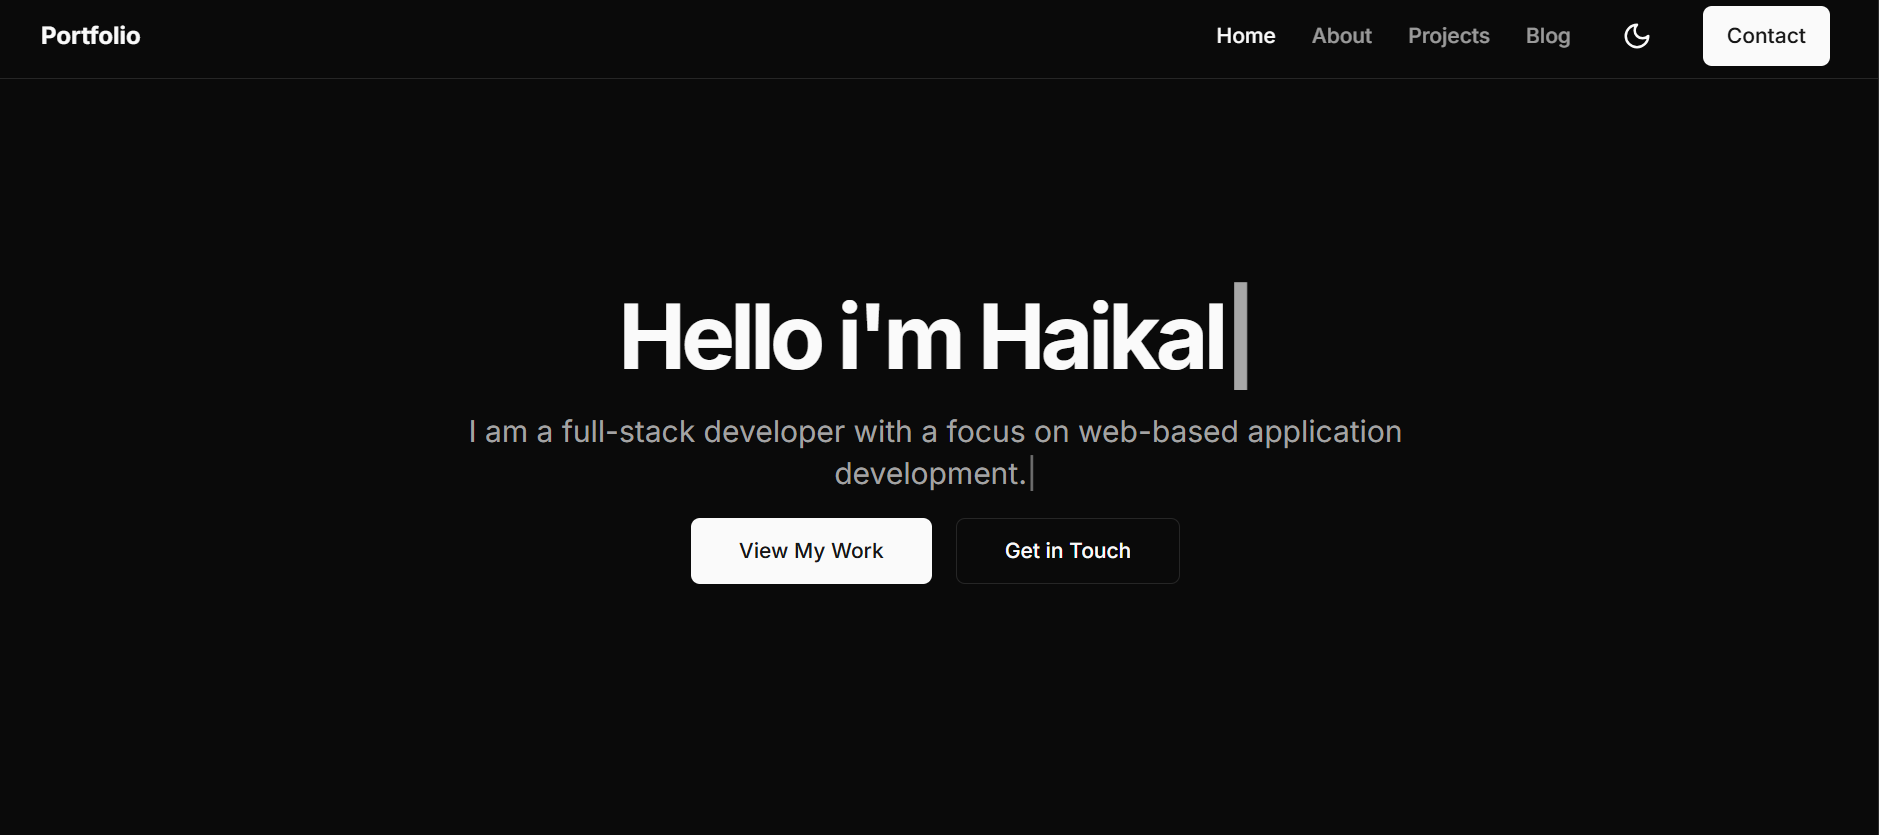 Portfolio
Home About Projects Blog Contact
Hello i'm Haikal
I am a full-stack developer with a focus on web-based application
development.
View My Work Get in Touch